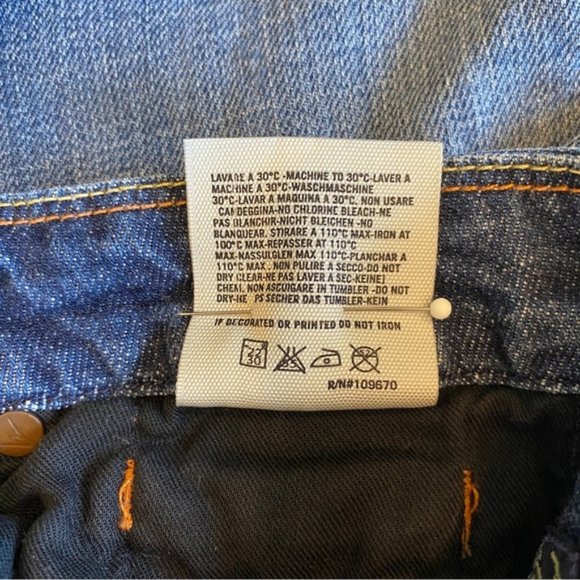 LAVARE A 30°C -MACHINE TO 30°C-LAVER A
MACHINE A 30°C-WASCHMASCHINE
30°C-LAVAR A MAQUINA A 30°C. NON USARE
CANDEGGINA-NO CHLORINE BLEACH-NE
PAS BLANCHIR-NICHT BLEICHEN -NO
BLANQUEAR. STIRARE A 110°C MAX-IRON AT
100°C MAX-REPASSER AT 110°C
MAX-NASSULGLEN MAX 110°C-PLANCHAR A
110°C MAX. NON PULIRE A SECCO-DO NOT
DRY CLEAR-NE PAS LAVER A SEC-KEINE]
CHEAI, NON ASCUIGARE IN TUMBLER -DO NOT
DRY-NE PS SECHER DAS TUMBLER-KEIN
IF DECORATED OR PRINTED DO NOT IRON
R/N#109670